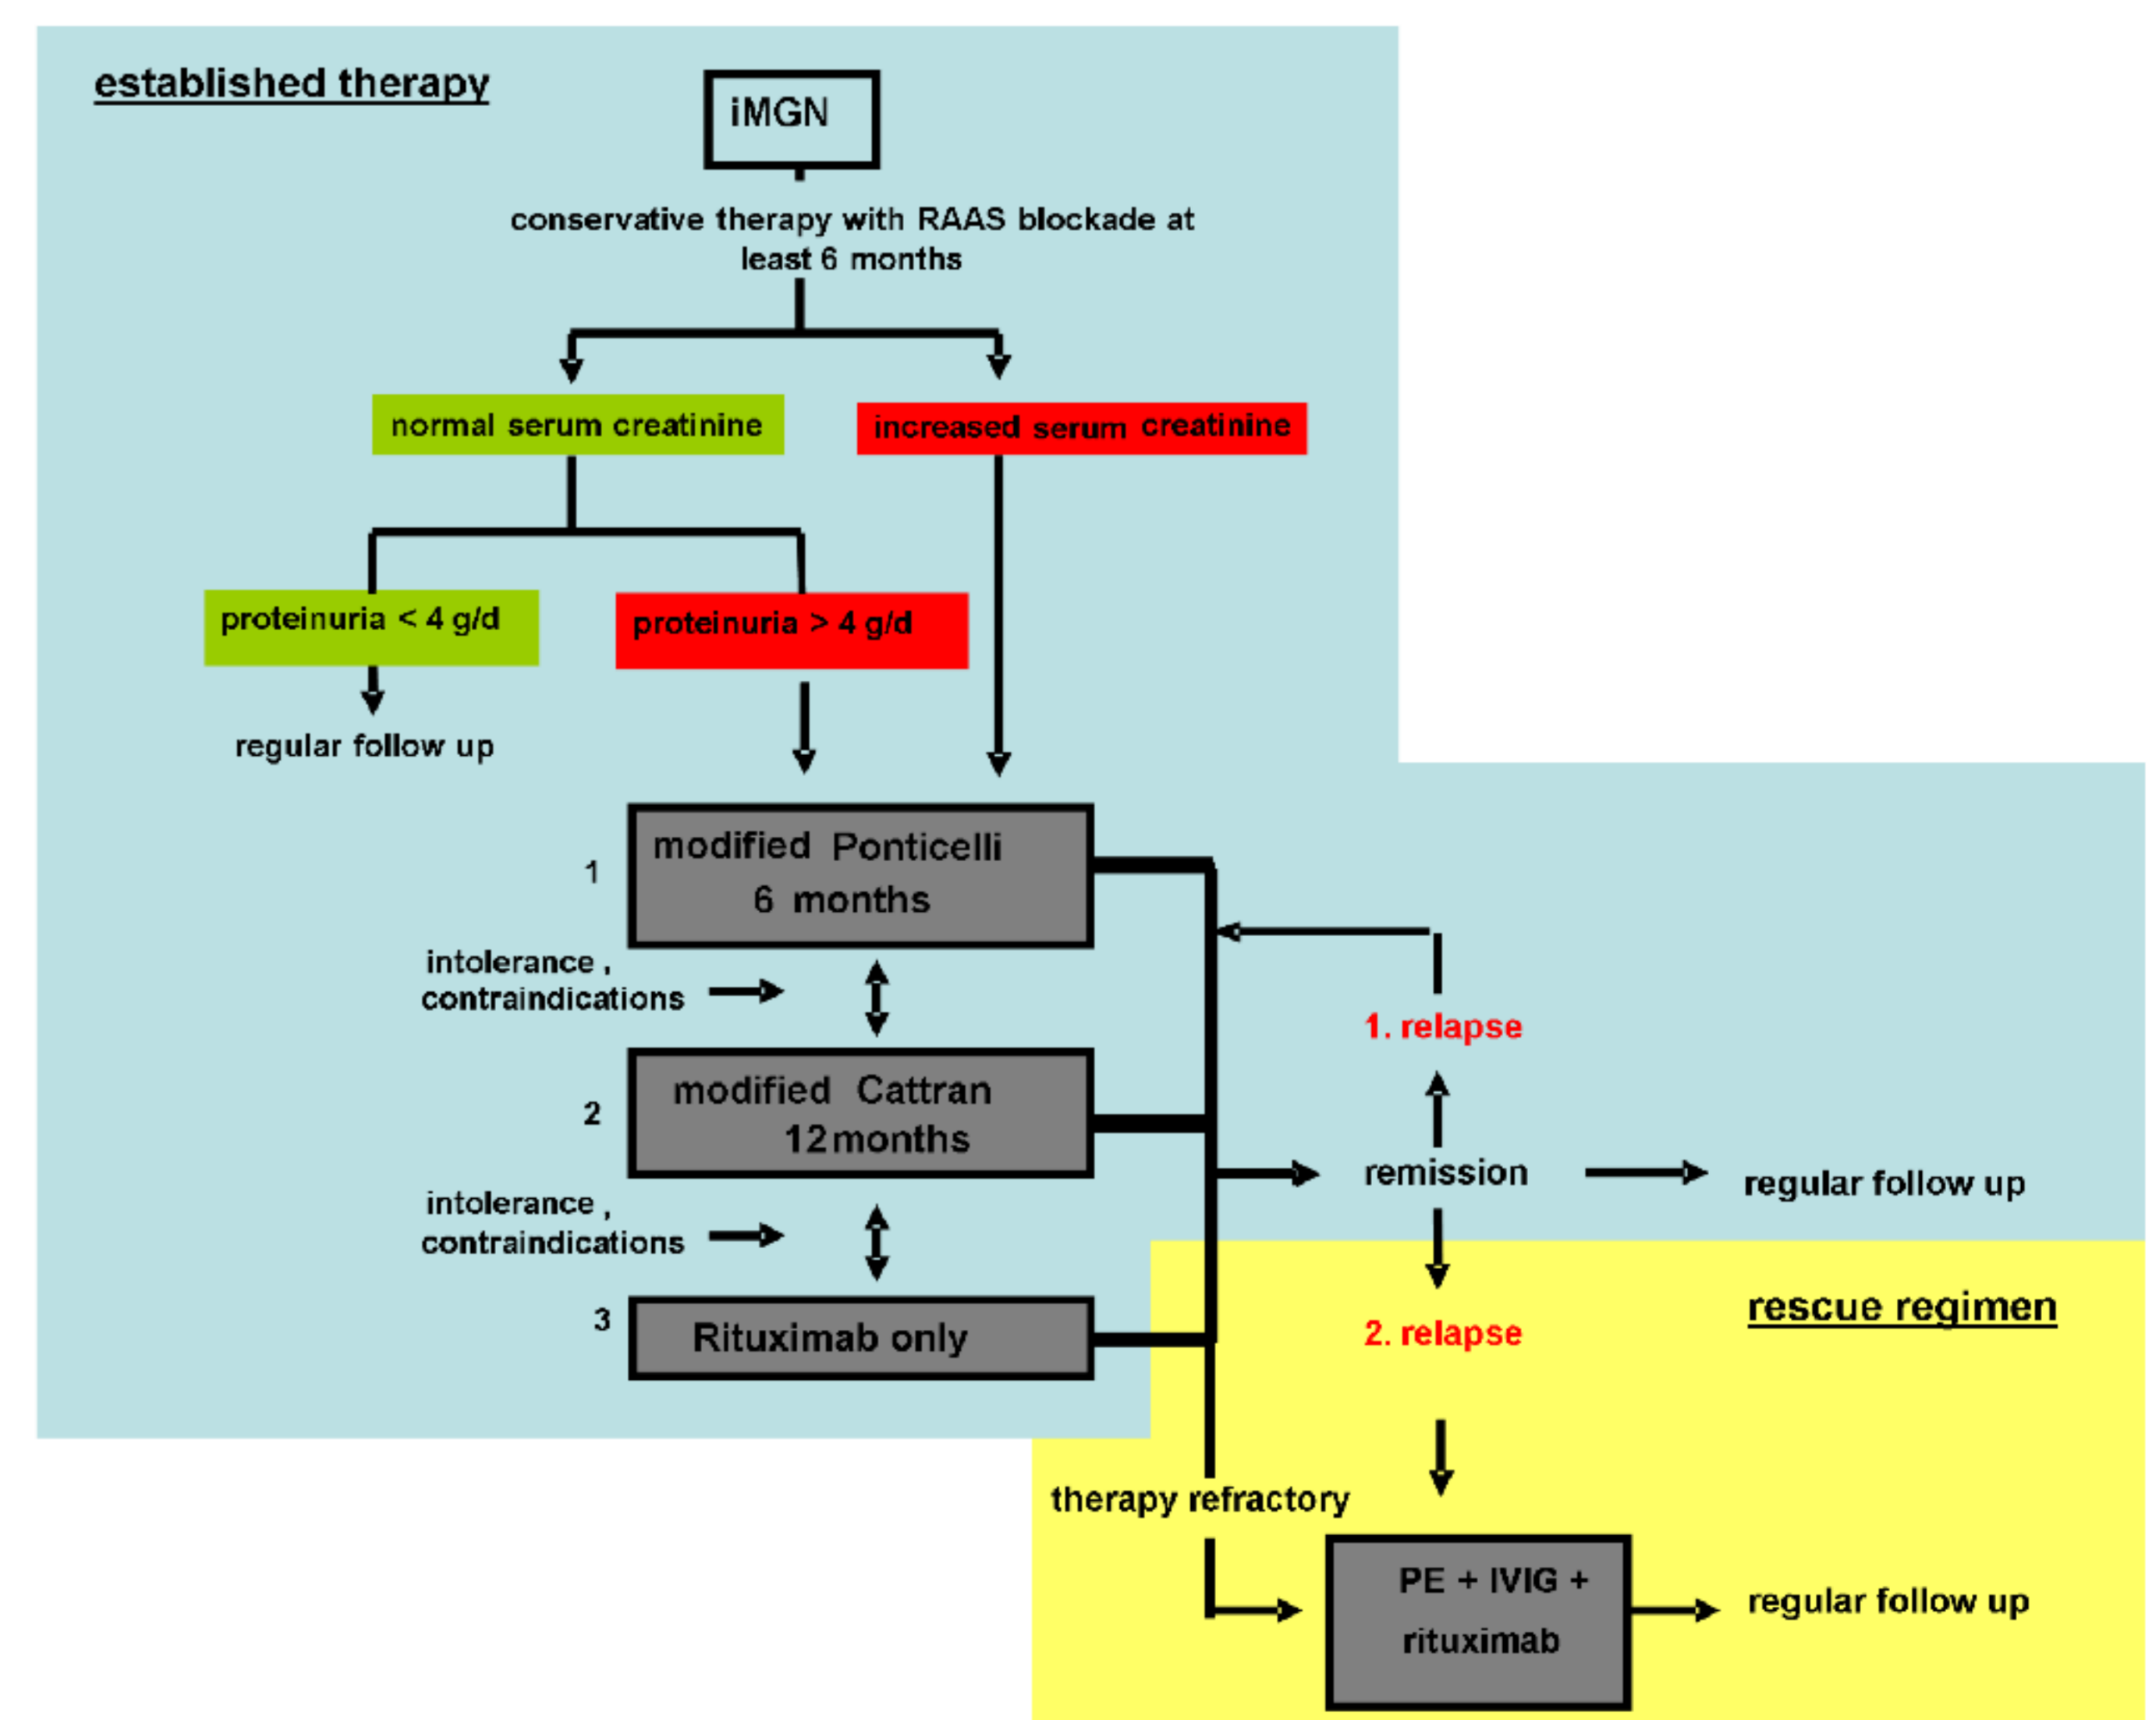 established therapy
iMGN
conservative therapy with RAAS blockade at
least 6 months
normal serum creatinine
increased serum creatinine
proteinuria < 4 g/d
proteinuria > 4 g/d
regular follow up
1
modified Ponticelli
6 months
intolerance ,
contraindications
1. relapse
2
modified Cattran
12 months
remission
regular follow up
intolerance ,
contraindications
3
Rituximab only
2. relapse
rescue regimen
therapy refractory
PE + IVIG +
rituximab
regular follow up